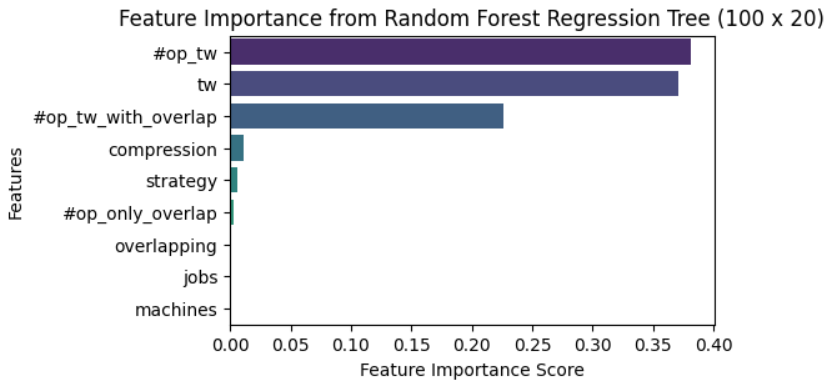 Feature Importance from Random Forest Regression Tree (100 x 20)
#op_tw
tw
#op_tw_with_overlap
compression
strategy
#op_only_overlap
overlapping
jobs
machines
Features
0.00 0.05 0.10 0.15 0.20 0.25 0.30 0.35 0.40
Feature Importance Score